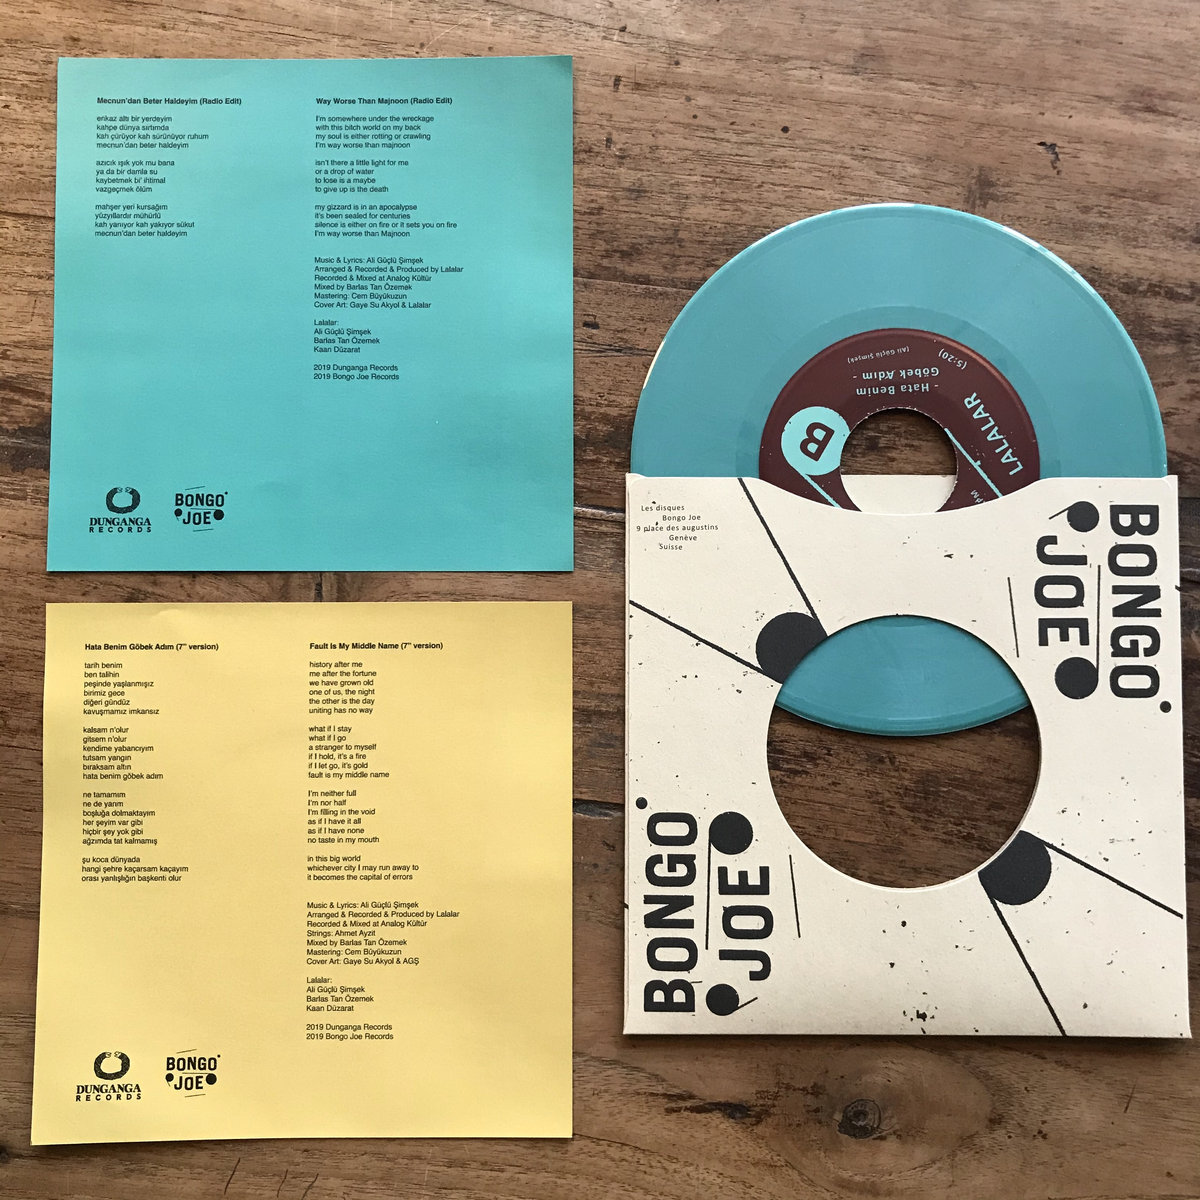 Mecnun'dan Beter Haldeyim (Radio Edit)
enkaz altı bir yerdeyim
kahpe dünya sırtımda
kah çürüyor kah sürünüyor ruhum
mecnun'dan beter haldeyim
azıcık ışık yok mu bana
ya da bir damla su
kaybetmek bi' ihtimal
vazgeçmek ölüm
mahşer yeri kursağım
yüzyıllardır mühürlü
kah yanıyor kah yakıyor sükut
mecnun'dan beter haldeyim
Way Worse Than Majnoon (Radio Edit)
I'm somewhere under the wreckage
with this bitch world on my back
my soul is either rotting or crawling
I'm way worse than majnoon
isn't there a little light for me
or a drop of water
to lose is a maybe
to give up is the death
my gizzard is in an apocalypse
it's been sealed for centuries
silence is either on fire or it sets you on fire
I'm way worse than Majnoon
Music & Lyrics: Ali Güçlü Şimşek
Arranged & Recorded & Produced by Lalalar
Recorded & Mixed at Analog Kültür
Mixed by Barlas Tan Özemek
Mastering: Cem Büyükuzun
Cover Art: Gaye Su Akyol & Lalalar
Lalalar:
Ali Güçlü Şimşek
Barlas Tan Özemek
Kaan Düzarat
2019 Dunganga Records
2019 Bongo Joe Records
DUNGANGA
RECORDS
BONGO
JOE
Hata Benim Göbek Adım (7" version)
tarih benim
ben talihin
peşinde yaşlanmışız
birimiz gece
diğeri gündüz
kavuşmamız imkansız
kalsam n'olur
gitsem n'olur
kendime yabancıyım
tutsam yangın
bıraksam altın
hata benim göbek adım
ne tamamım
ne de yarım
boşluğa dolmaktayım
her şeyim var gibi
hiçbir şey yok gibi
ağzımda tat kalmamış
şu koca dünyada
hangi şehre kaçarsam kaçayım
orası yanlışlığın başkenti olur
Fault Is My Middle Name (7" version)
history after me
me after the fortune
we have grown old
one of us, the night
the other is the day
uniting has no way
what if I stay
what if I go
a stranger to myself
if I hold, it's a fire
if I let go, it's gold
fault is my middle name
I'm neither full
I'm nor half
I'm filling in the void
as if I have it all
as if I have none
no taste in my mouth
in this big world
whichever city I may run away to
it becomes the capital of errors
Music & Lyrics: Ali Güçlü Şimşek
Arranged & Recorded & Produced by Lalalar
Recorded & Mixed at Analog Kültür
Strings: Ahmet Ayzit
Mixed by Barlas Tan Özemek
Mastering: Cem Büyükuzun
Cover Art: Gaye Su Akyol & AGŞ
Lalalar:
Ali Güçlü Şimşek
Barlas Tan Özemek
Kaan Düzarat
2019 Dunganga Records
2019 Bongo Joe Records
DUNGANGA
RECORDS
BONGO
JOE
B
LALALAR
- Hata Benim
Göbek Adım -
(5:20)
(Ali Güçlü Şimşek)
Les disques
Bongo Joe
9 place des augustins
Genève
Suisse
BONGO
JOE
BONGO
JOE